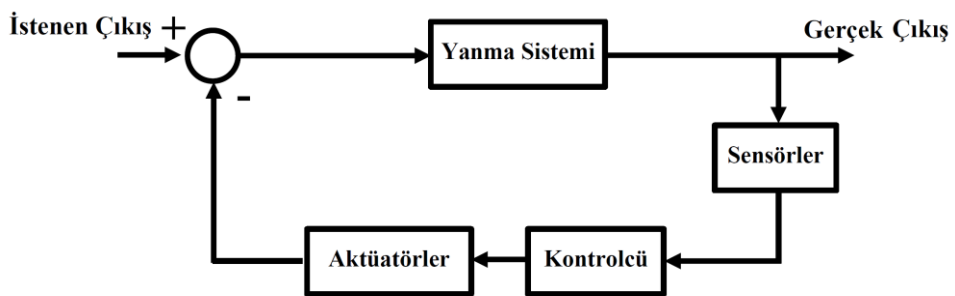 İstenen Çıkış +
Gerçek Çıkış
Yanma Sistemi
-
Sensörler
Aktüatörler
Kontrolcü